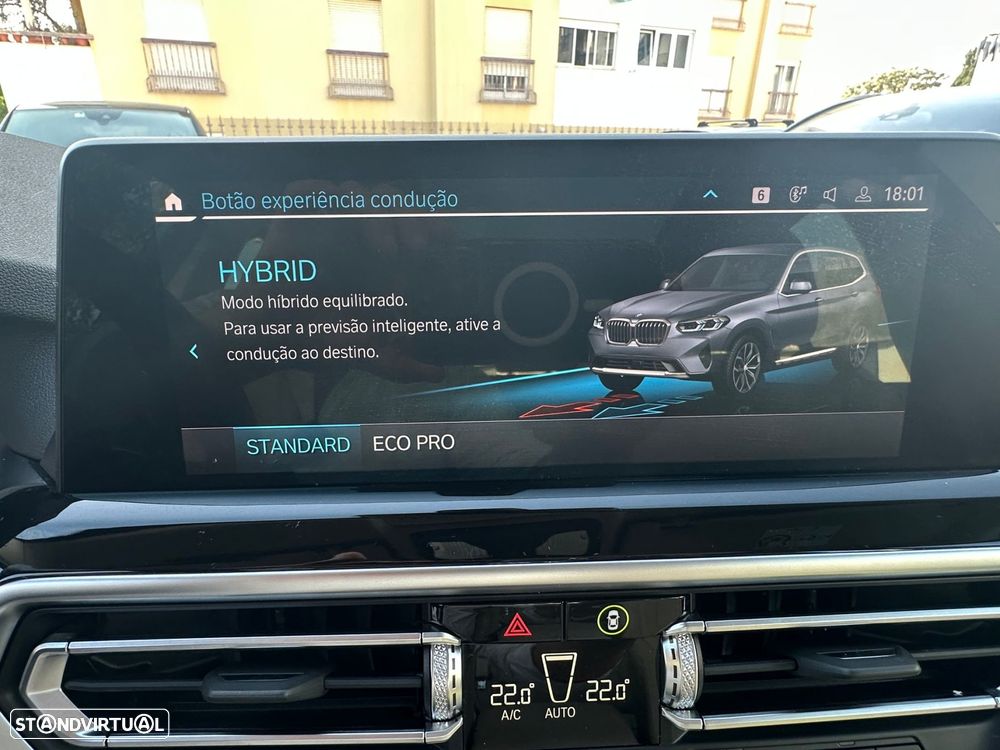 Botão experiência condução
6
18:01
HYBRID
Modo híbrido equilibrado.
Para usar a previsão inteligente, ative a
condução ao destino.
STANDARD ECO PRO
22.0° 22.0°
A/C AUTO
STANDVIRTUAL